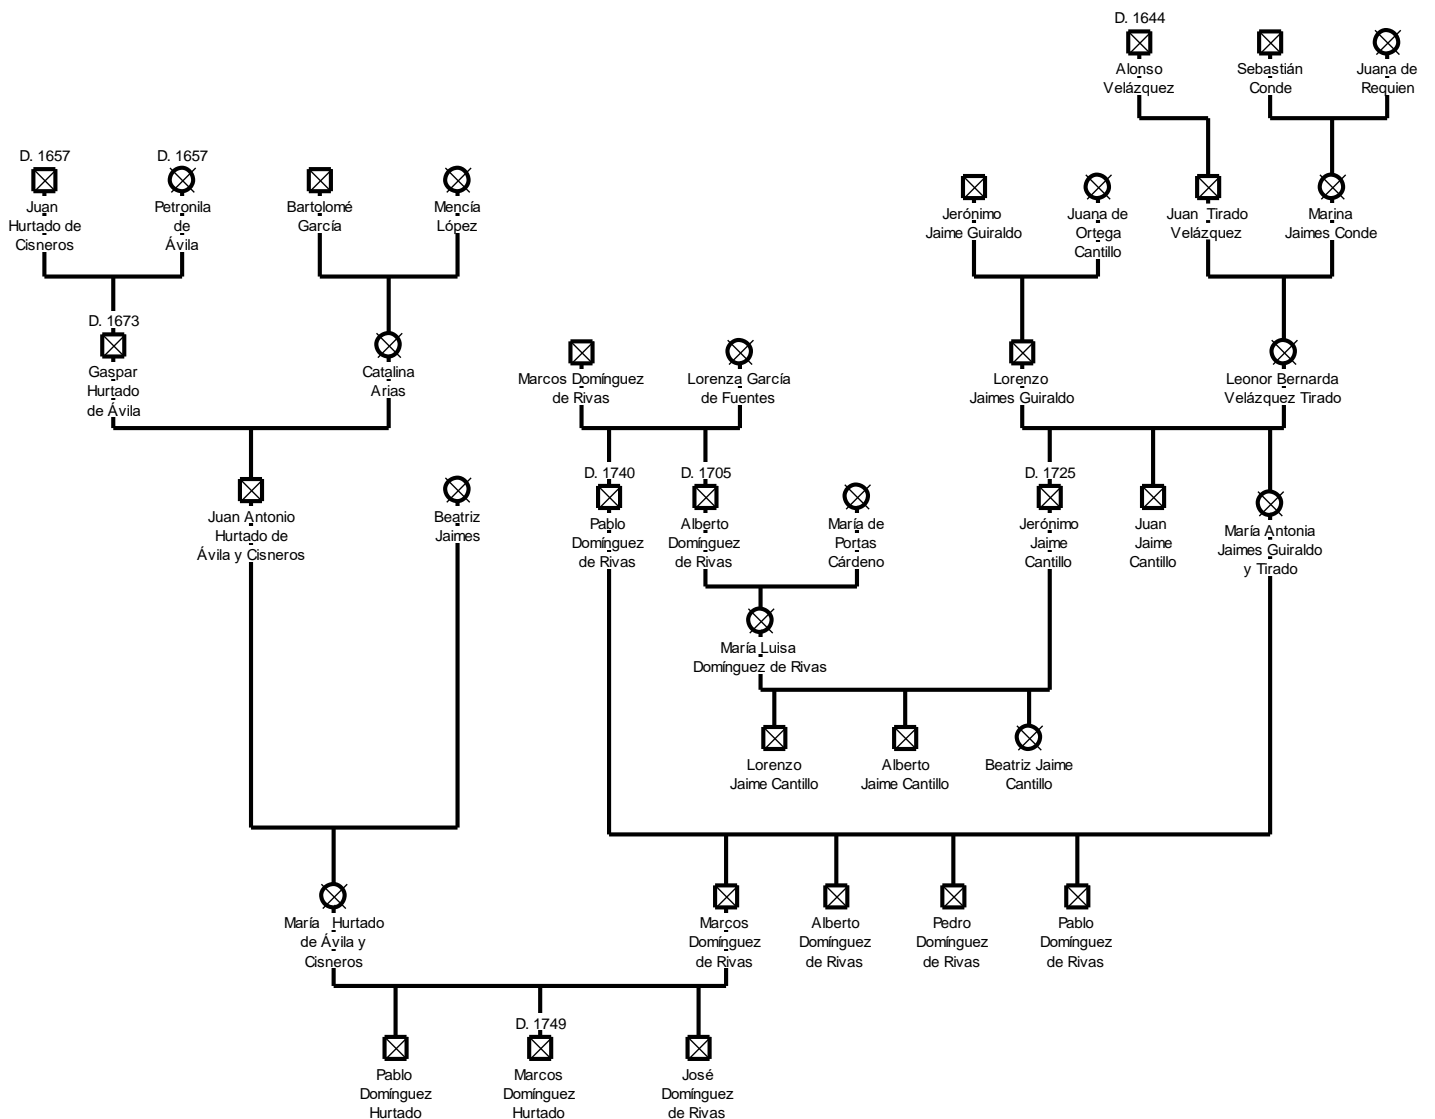 D. 1644
Alonso
Velázquez
Sebastián
Conde
Juana de
Requien
D. 1657
Juan
Hurtado de
Cisneros
D. 1657
Petronila
de
Ávila
Bartolomé
García
Mencía
López
Jerónimo
Jaime Guiraldo
Juana de
Ortega
Cantillo
Juan Tirado
Velázquez
Marina
Jaimes Conde
D. 1673
Gaspar
Hurtado
de Ávila
Catalina
Arias
Marcos Domínguez
de Rivas
Lorenza García
de Fuentes
Lorenzo
Jaimes Guiraldo
Leonor Bernarda
Velázquez Tirado
Juan Antonio
Hurtado de
Ávila y Cisneros
Beatriz
Jaimes
D. 1740
Pablo
Domínguez
de Rivas
D. 1705
Alberto
Domínguez
de Rivas
María de
Portas
Cárdeno
D. 1725
Jerónimo
Jaime
Cantillo
Juan
Jaime
Cantillo
María Antonia
Jaimes Guiraldo
y Tirado
María Luisa
Domínguez de Rivas
Lorenzo
Jaime Cantillo
Alberto
Jaime Cantillo
Beatriz Jaime
Cantillo
María Hurtado
de Ávila y
Cisneros
Marcos
Domínguez
de Rivas
Alberto
Domínguez
de Rivas
Pedro
Domínguez
de Rivas
Pablo
Domínguez
de Rivas
Pablo
Domínguez
Hurtado
D. 1749
Marcos
Domínguez
Hurtado
José
Domínguez
de Rivas